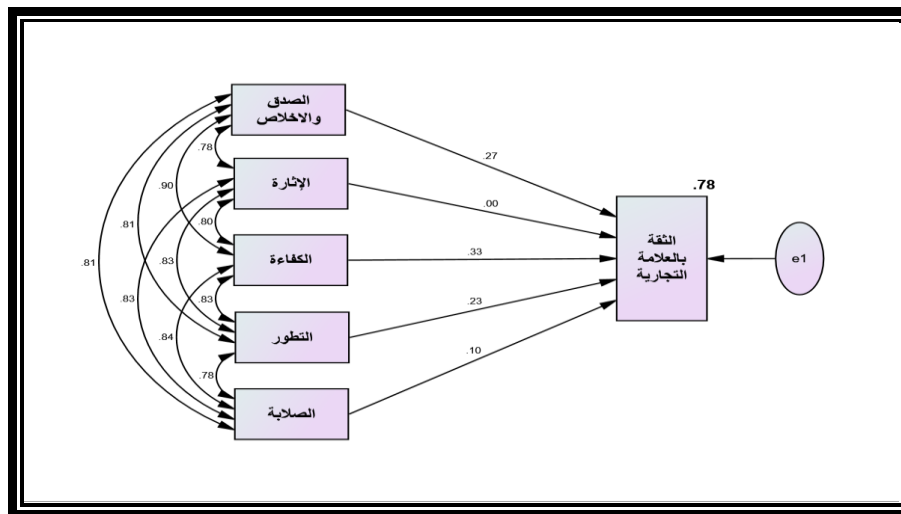 الصدق
والاخلاص
.78
.27
.78
الإثارة
.90
.00
.80
.81
الثقة
بالعلامة
التجارية
e1
الكفاءة
.33
.81
.83
.83
.83
.23
التطور
.84
.10
.78
الصلابة